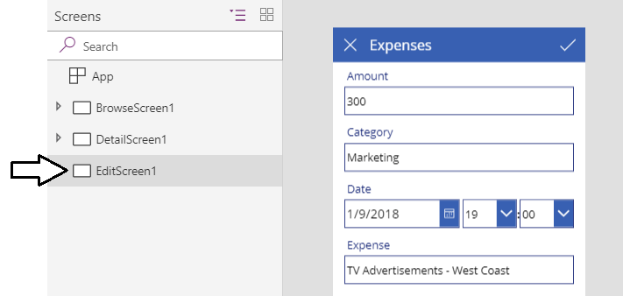 Screens
Search
App
BrowseScreen1
DetailScreen1
EditScreen1
Expenses
Amount
300
Category
Marketing
Date
1/9/2018 19 :00
Expense
TV Advertisements - West Coast